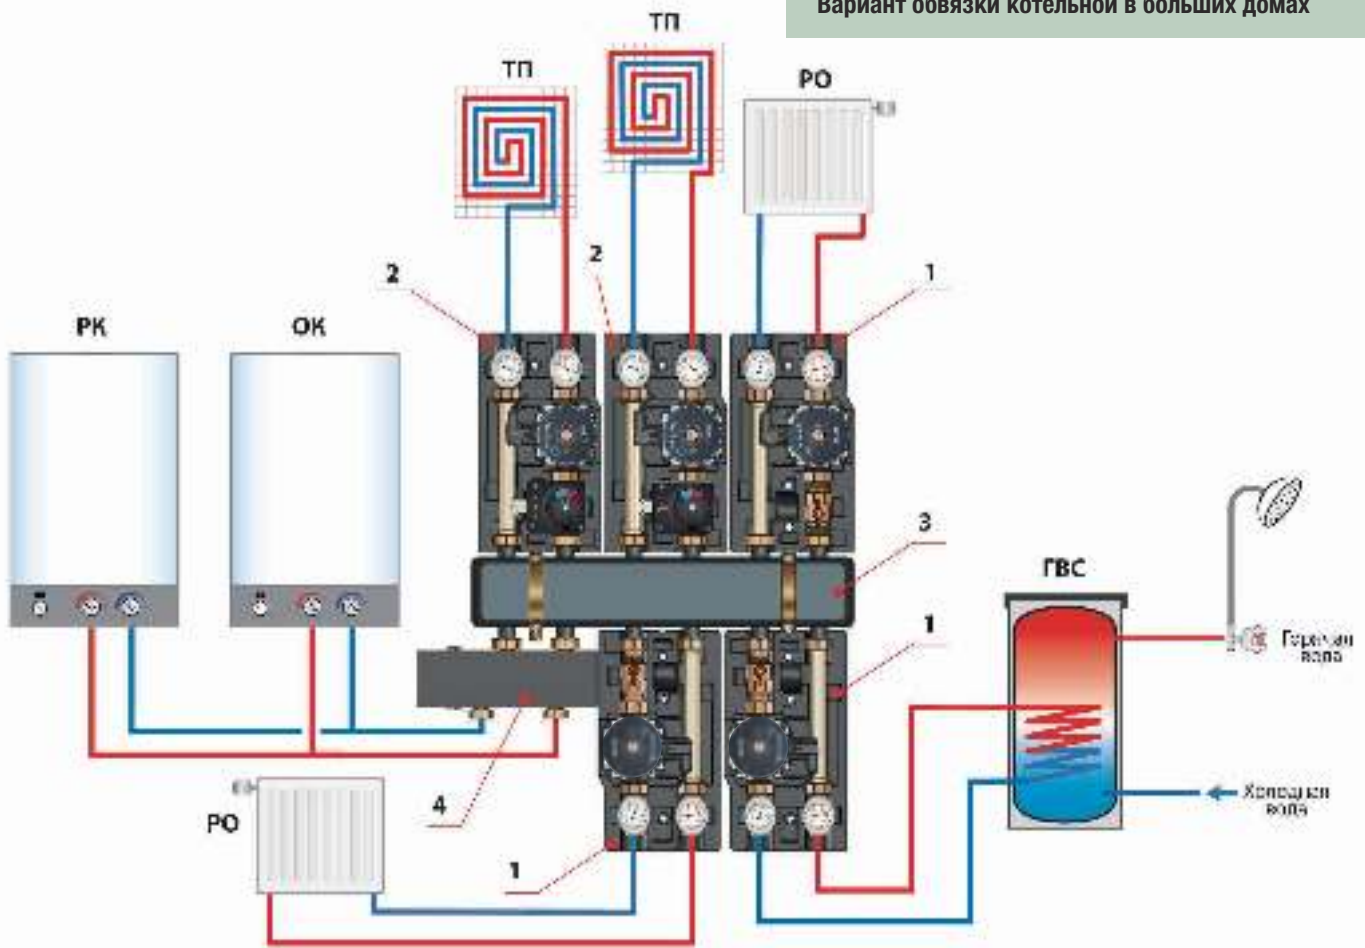 Вариант обвязки котельной в больших домах
ТП
ТП
РО
2
2
1
РК
ОК
3
ГВС
1
Горячая
вода
4
Холодная
вода
РО
1